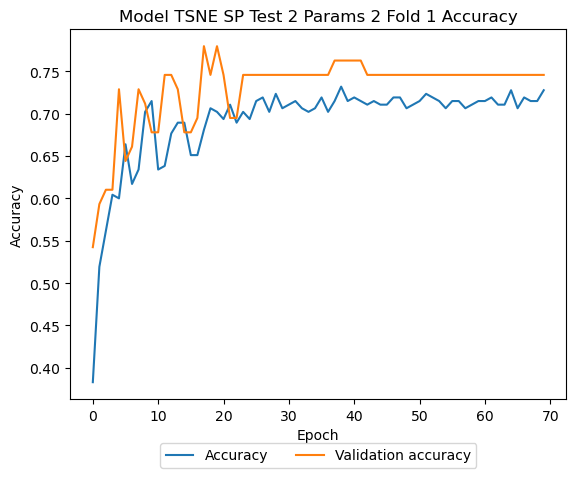 Model TSNE SP Test 2 Params 2 Fold 1 Accuracy
Accuracy
0.75
0.70
0.65
0.60
0.55
0.50
0.45
0.40
0 10 20 30 40 50 60 70
Epoch
Accuracy Validation accuracy